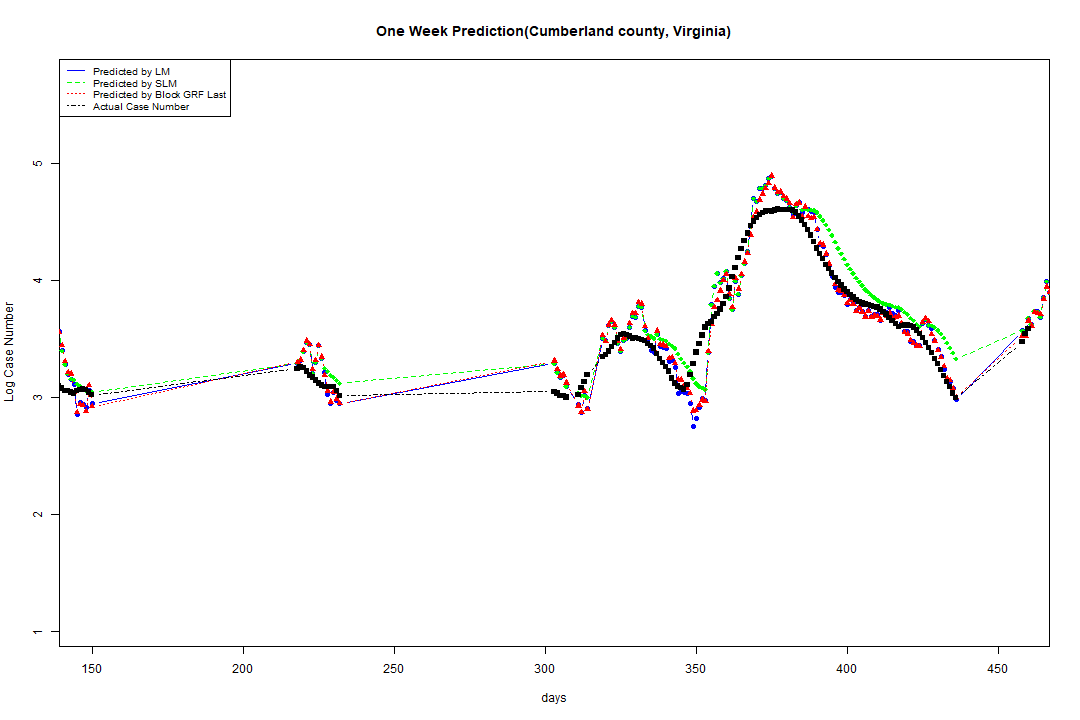 One Week Prediction(Cumberland county, Virginia)
Predicted by LM
Predicted by SLM
Predicted by Block GRF Last
Actual Case Number
5
4
3
2
1
Log Case Number
150 200 250 300 350 400 450
days